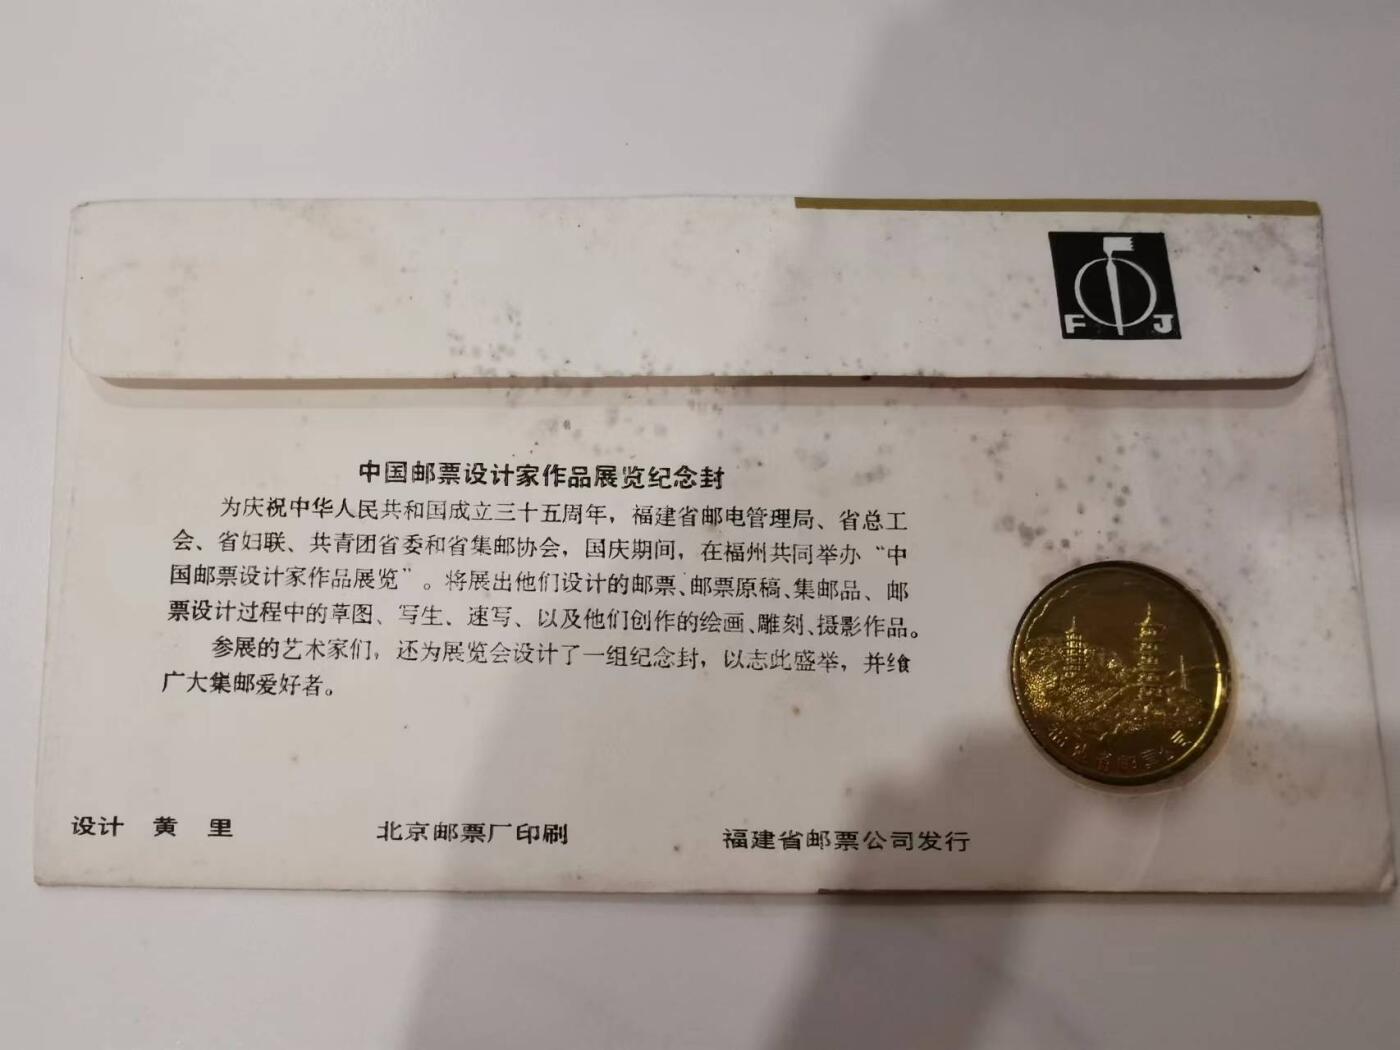 F J
中国邮票设计家作品展览纪念封
为庆祝中华人民共和国成立三十五周年，福建省邮电管理局、省总工
会、省妇联、共青团省委和省集邮协会，国庆期间，在福州共同举办“中
国邮票设计家作品展览”。将展出他们设计的邮票、邮票原稿、集邮品、邮
票设计过程中的草图、写生、速写、以及他们创作的绘画、雕刻、摄影作品。
参展的艺术家们，还为展览会设计了一组纪念封，以志此盛举，并飨
广大集邮爱好者。
福建省邮票公司
设计 黄 里
北京邮票厂印刷
福建省邮票公司发行